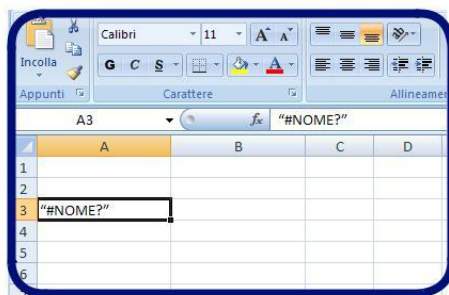 Calibri 11 A A
Incolla G C S A
Appunti Carattere Allineamen
A3 fx "#NOME?"
A B C D
1
2
3 "#NOME?"
4
5
6